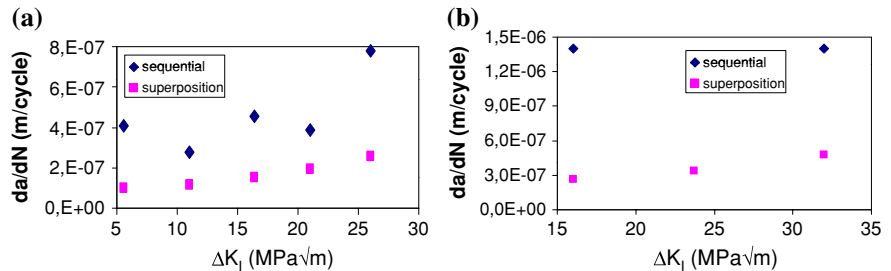 (a)
da/dN (m/cycle)
8,E-07
6,E-07
4,E-07
2,E-07
0,E+00
sequential
superposition
5 10 15 20 25 30
ΔK_I (MPa√m)
(b)
da/dN (m/cycle)
1,5E-06
1,2E-06
9,0E-07
6,0E-07
3,0E-07
0,0E+00
sequential
superposition
15 20 25 30 35
ΔK_I (MPa√m)